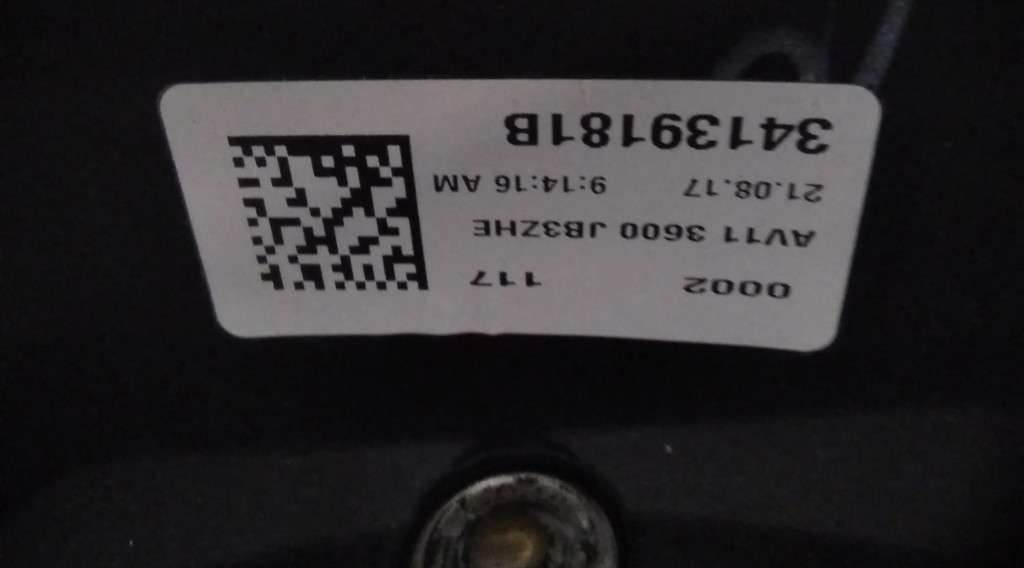 0002 117
AV11 3600 JB3ZHE
21.08.17 9:14:16 AM
34139181B